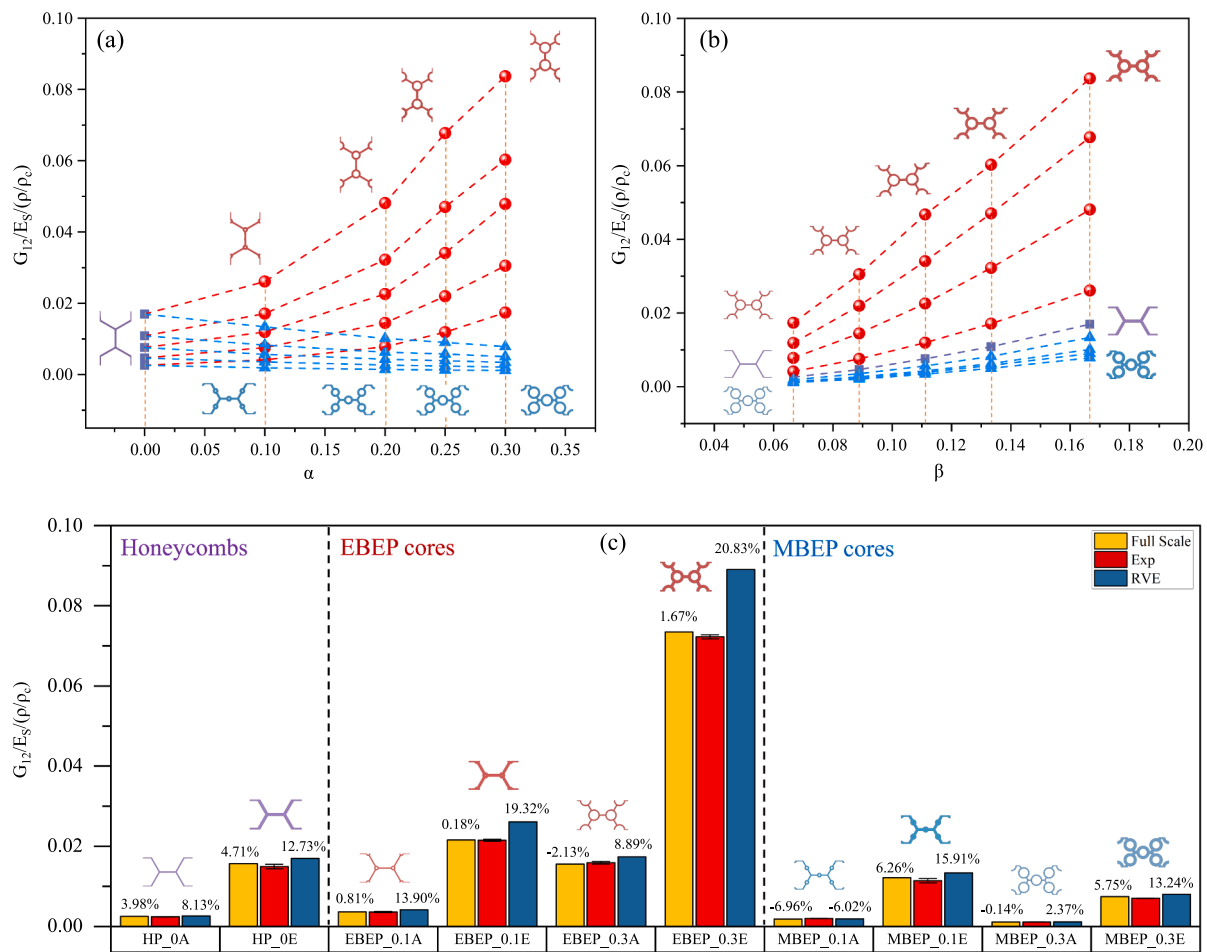 (a)
0.10
0.08
0.06
0.04
0.02
0.00
G12/ES/(ρ/ρc)
0.00 0.05 0.10 0.15 0.20 0.25 0.30 0.35
α
(b)
0.10
0.08
0.06
0.04
0.02
0.00
G12/ES/(ρ/ρc)
0.04 0.06 0.08 0.10 0.12 0.14 0.16 0.18 0.20
β
(c)
0.10
0.08
0.06
0.04
0.02
0.00
G12/ES/(ρ/ρc)
Honeycombs
EBEP cores
MBEP cores
Full Scale
Exp
RVE
3.98% 8.13%
4.71% 12.73%
0.81% 13.90%
0.18% 19.32%
-2.13% 8.89%
1.67% 20.83%
-6.96% -6.02%
6.26% 15.91%
-0.14% 2.37%
5.75% 13.24%
HP_0A HP_0E EBEP_0.1A EBEP_0.1E EBEP_0.3A EBEP_0.3E MBEP_0.1A MBEP_0.1E MBEP_0.3A MBEP_0.3E